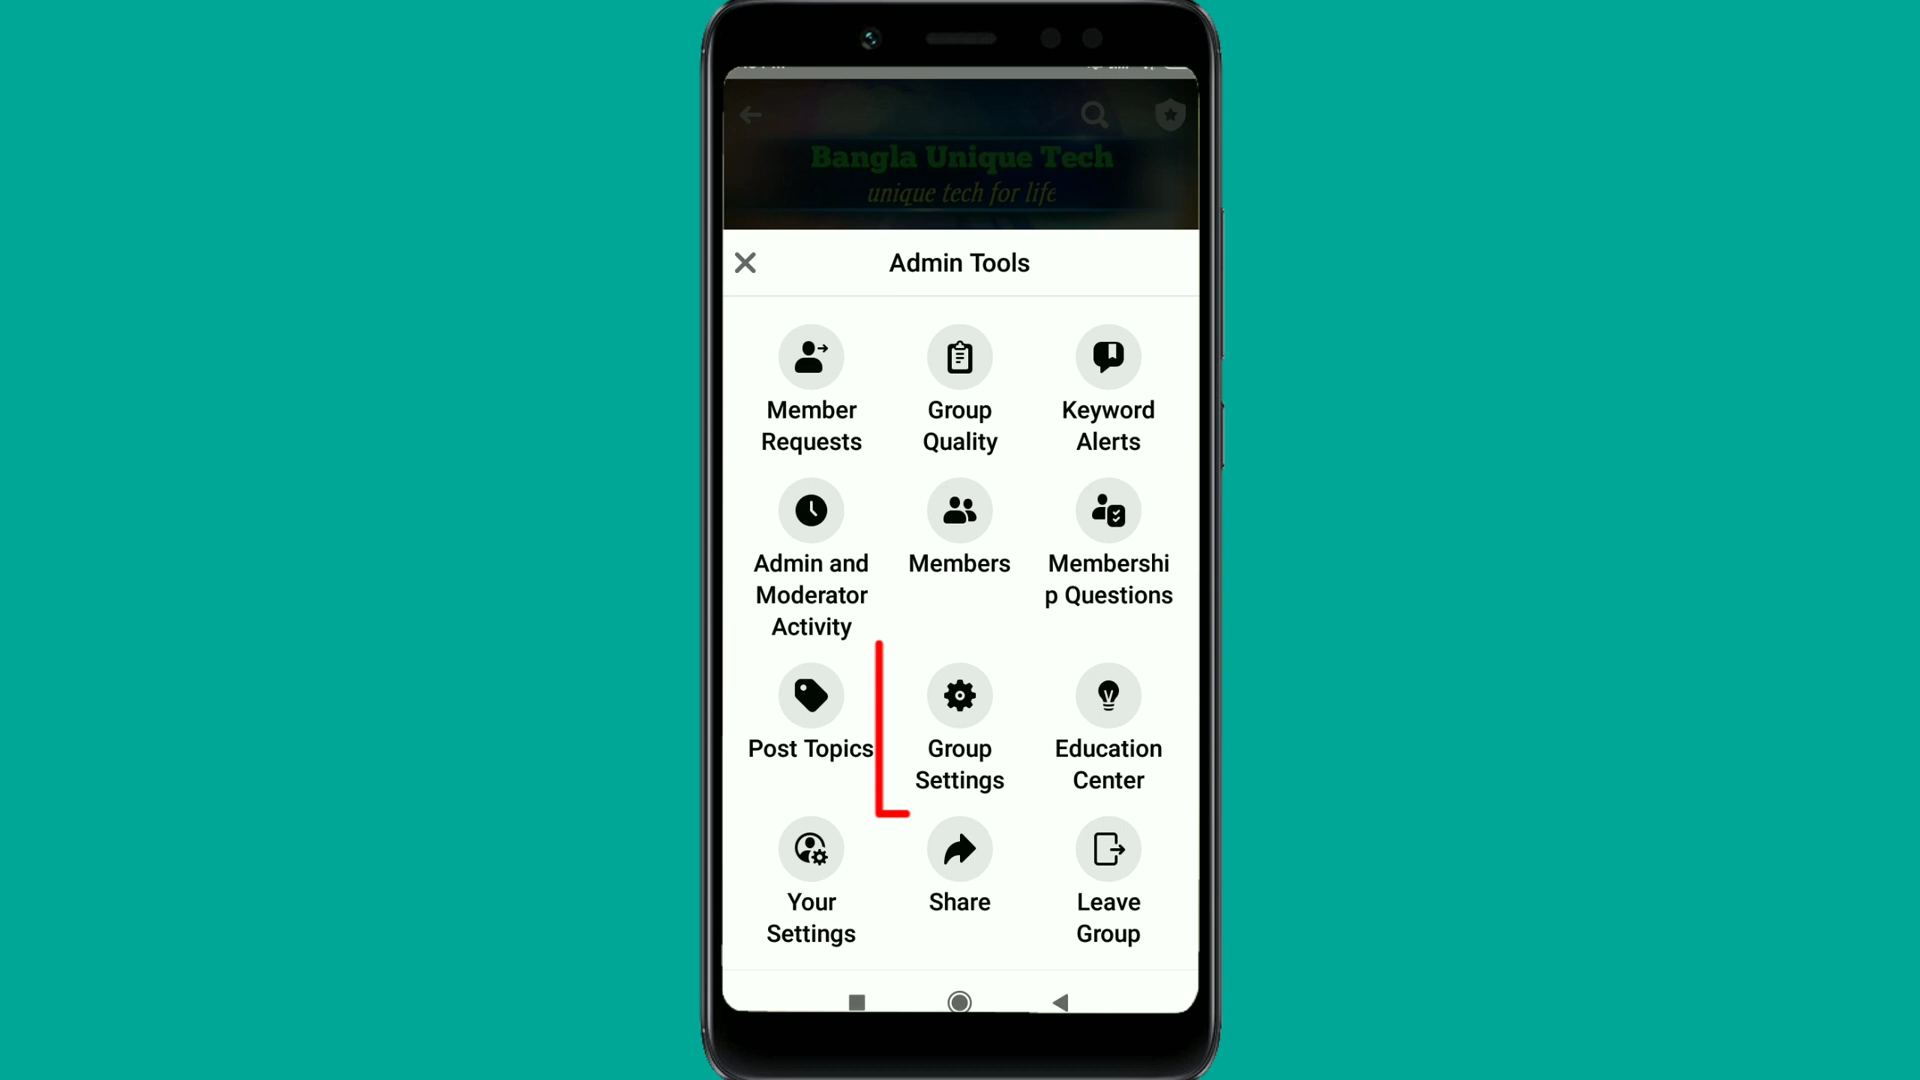 Bangla Unique Tech
unique tech for life
Admin Tools
Member
Requests
Group
Quality
Keyword
Alerts
Admin and
Moderator
Activity
Members
Membershi
p Questions
Post Topics
Group
Settings
Education
Center
Your
Settings
Share
Leave
Group